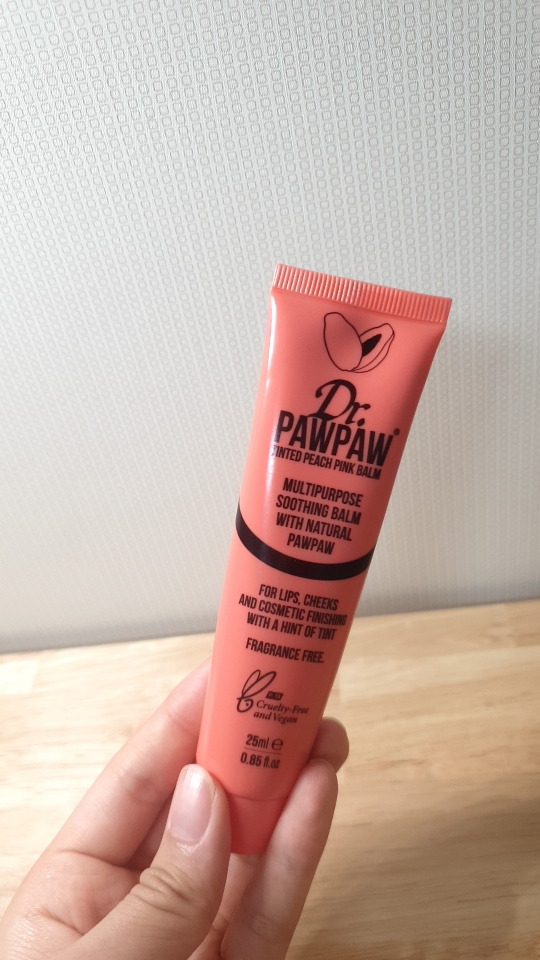 Dr.
PAWPAW®
TINTED PEACH PINK BALM
MULTIPURPOSE
SOOTHING BALM
WITH NATURAL
PAWPAW
FOR LIPS, CHEEKS
AND COSMETIC FINISHING
WITH A HINT OF TINT
FRAGRANCE FREE.
Cruelty-Free
and Vegan
25ml ℮
0.85 fl.oz